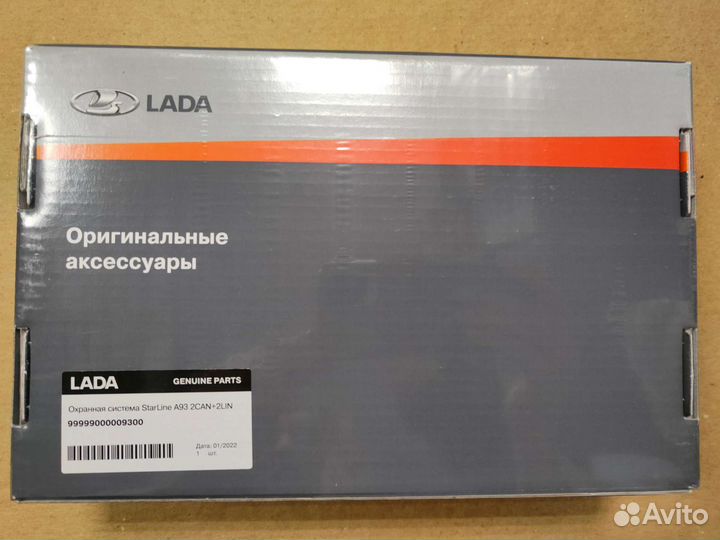 LADA
Оригинальные
аксессуары
LADA GENUINE PARTS
Охранная система StarLine A93 2CAN+2LIN
99999000009300
Дата: 01/2022
1 шт.
Avito